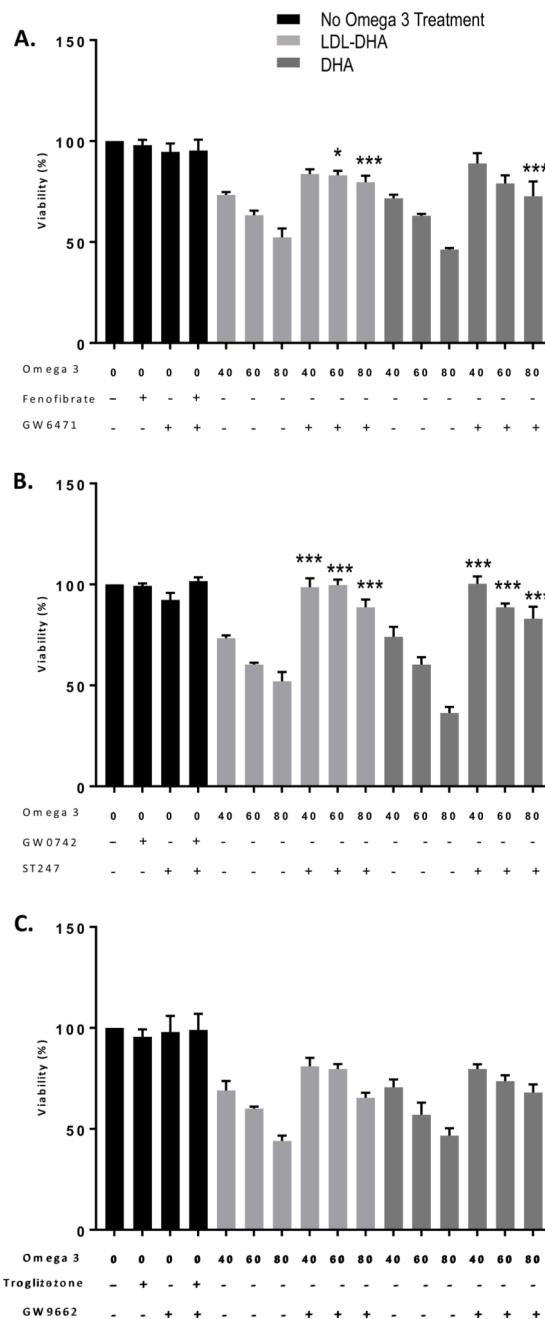 No Omega 3 Treatment
LDL-DHA
DHA
A.
150
100
50
0
Viability (%)
* *** ***
Omega 3 0 0 0 0 40 60 80 40 60 80 40 60 80 40 60 80
Fenofibrate – + - + - - - - - - - - - - - -
GW6471 - - + + - - - + + + - - - + + +
B.
150
100
50
0
Viability (%)
*** *** *** *** *** ***
Omega 3 0 0 0 0 40 60 80 40 60 80 40 60 80 40 60 80
GW0742 – + - + - - - - - - - - - - - -
ST247 - - + + - - - + + + - - - + + +
C.
150
100
50
0
Viability (%)
Omega 3 0 0 0 0 40 60 80 40 60 80 40 60 80 40 60 80
Troglizazone – + - + - - - - - - - - - - - -
GW9662 - - + + - - - + + + - - - + + +